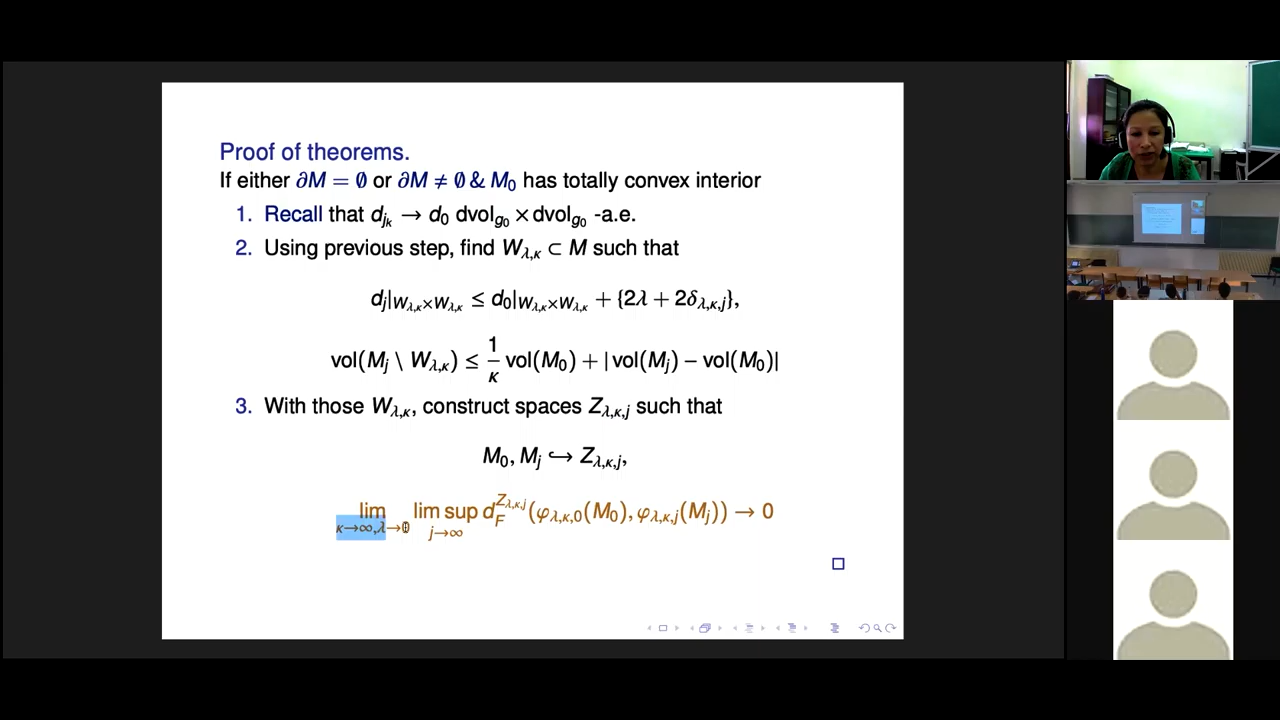 Proof of theorems.
If either ∂M = ∅ or ∂M ≠ ∅ & M₀ has totally convex interior
1. Recall that d_{j_k} → d₀ dvol_{g₀} × dvol_{g₀} -a.e.
2. Using previous step, find W_{λ,κ} ⊂ M such that
d_j|_{W_{λ,κ}×W_{λ,κ}} ≤ d₀|_{W_{λ,κ}×W_{λ,κ}} + {2λ + 2δ_{λ,κ,j}},
vol(M_j \ W_{λ,κ}) ≤ \frac{1}{κ} vol(M₀) + | vol(M_j) − vol(M₀)|
3. With those W_{λ,κ}, construct spaces Z_{λ,κ,j} such that
M₀, M_j ↪ Z_{λ,κ,j},
lim_{κ→∞,λ→0} lim sup_{j→∞} d_F^{Z_{λ,κ,j}}(φ_{λ,κ,0}(M₀), φ_{λ,κ,j}(M_j)) → 0